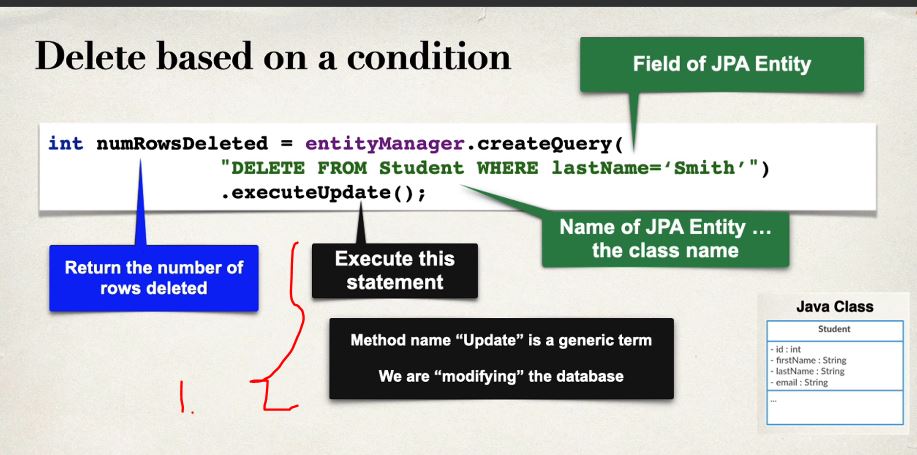 Delete based on a condition
Field of JPA Entity
int numRowsDeleted = entityManager.createQuery(
"DELETE FROM Student WHERE lastName=‘Smith’")
.executeUpdate();
Name of JPA Entity ...
the class name
Return the number of
rows deleted
Execute this
statement
Method name “Update” is a generic term
We are “modifying” the database
1.
Java Class
Student
- id : int
- firstName : String
- lastName : String
- email : String
...